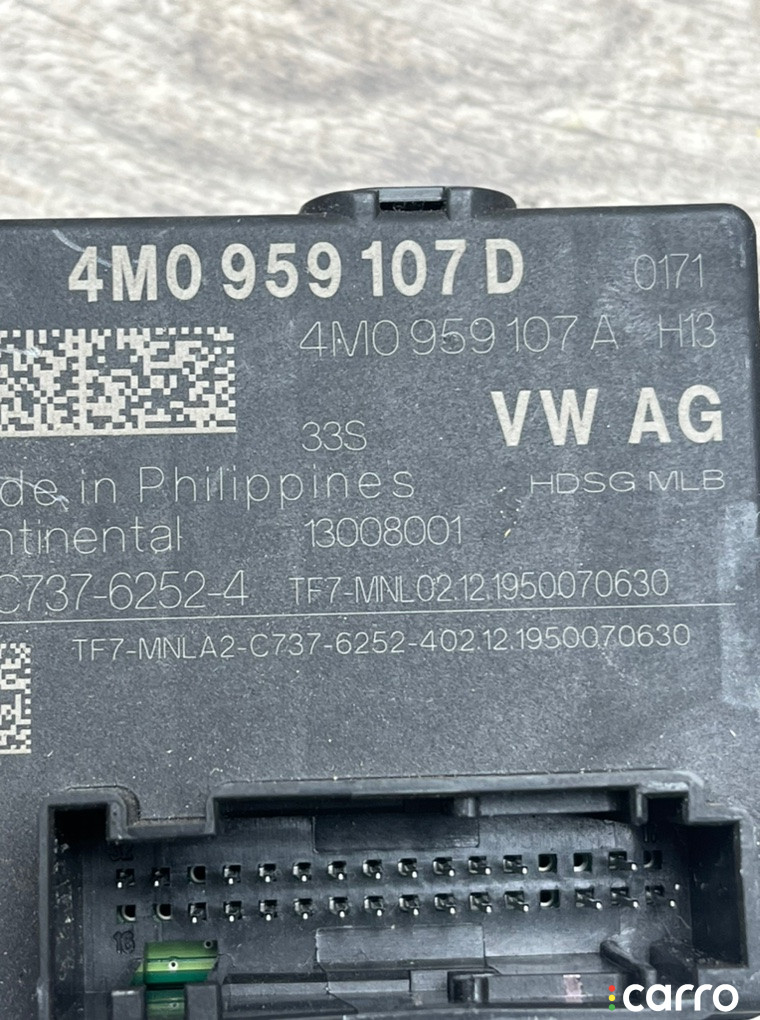 4M0 959 107 D 0171
4M0 959 107 A H13
33S VW AG
de in Philippines HDSG MLB
ntinental 13008001
C737-6252-4 TF7-MNL02.12.1950070630
TF7-MNLA2-C737-6252-402.12.1950070630
16
carro